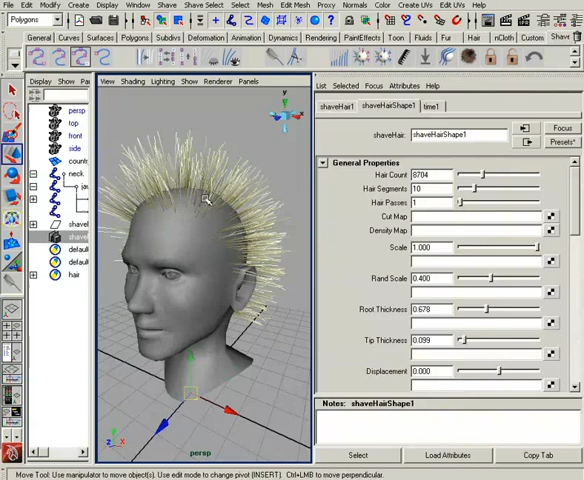 File Edit Modify Create Display Window Assets Shave Shave Select Edit Mesh Proxy Normals Color Create UVs Edit UVs Help
Polygons
General Curves Surfaces Polygons Subdivs Deformation Animation Dynamics Rendering PaintEffects Toon Fluids Fur Hair nCloth Custom Shave
Display Show
View Shading Lighting Show Renderer Panels
List Selected Focus Attributes Help
shaveHair1 shaveHairShape1 time1
shaveHair: shaveHairShape1
Focus
Presets*
persp
top
front
side
neck
shav
shave
defau
defau
hair
General Properties
Hair Count 8704
Hair Segments 10
Hair Passes 1
Cut Map
Density Map
Scale 1.000
Rand Scale 0.400
Root Thickness 0.678
Tip Thickness 0.099
Displacement 0.000
Notes: shaveHairShape1
Select Load Attributes Copy Tab
y
z x
persp
Move Tool: Use manipulator to move object(s). Use edit mode to change pivot (INSERT). Ctrl+LMB to move perpendicular.